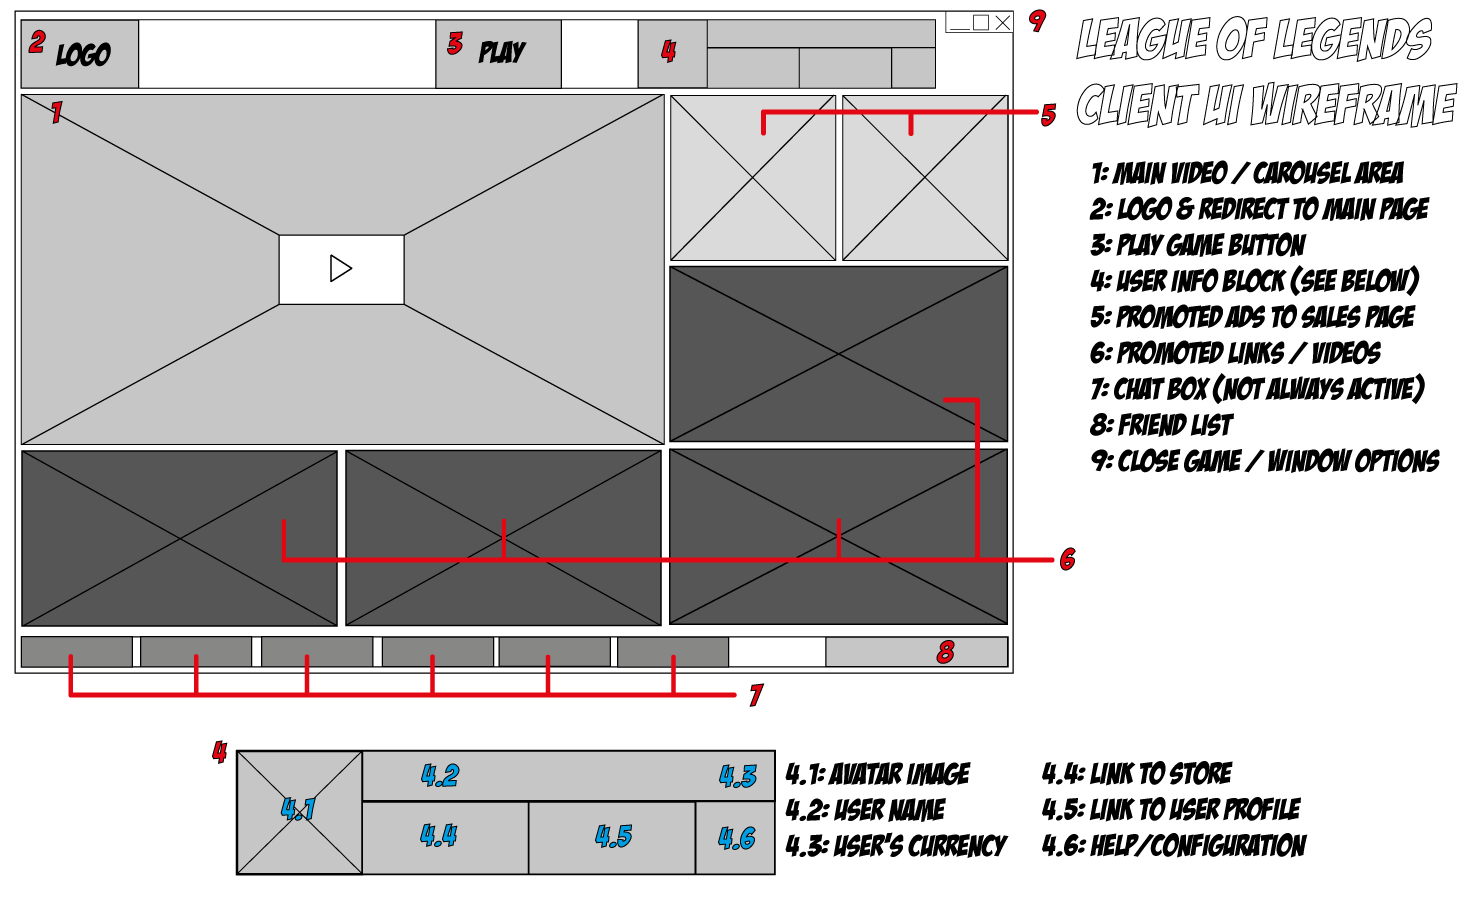 LEAGUE OF LEGENDS
CLIENT UI WIREFRAME
1: MAIN VIDEO / CAROUSEL AREA
2: LOGO & REDIRECT TO MAIN PAGE
3: PLAY GAME BUTTON
4: USER INFO BLOCK (SEE BELOW)
5: PROMOTED ADS TO SALES PAGE
6: PROMOTED LINKS / VIDEOS
7: CHAT BOX (NOT ALWAYS ACTIVE)
8: FRIEND LIST
9: CLOSE GAME / WINDOW OPTIONS
2 LOGO
3 PLAY
4
9
1
5
6
8
7
4
4.1
4.2
4.3
4.4
4.5
4.6
4.1: AVATAR IMAGE
4.2: USER NAME
4.3: USER'S CURRENCY
4.4: LINK TO STORE
4.5: LINK TO USER PROFILE
4.6: HELP/CONFIGURATION